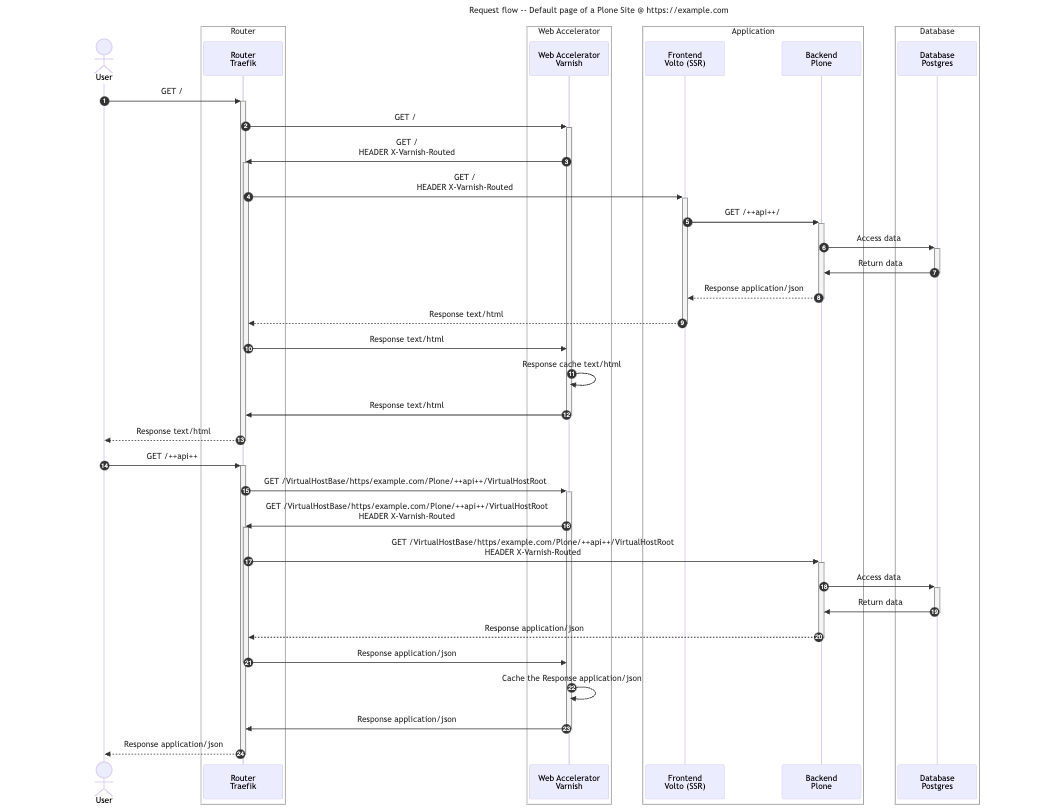 Request flow -- Default page of a Plone Site @ https://example.com
Router
Web Accelerator
Application
Database
User
Router
Traefik
Web Accelerator
Varnish
Frontend
Volto (SSR)
Backend
Plone
Database
Postgres
GET /
1
GET /
2
GET /
HEADER X-Varnish-Routed
3
GET /
HEADER X-Varnish-Routed
4
GET /++api++/
5
Access data
6
Return data
7
Response application/json
8
Response text/html
9
Response text/html
10
Response cache text/html
11
Response text/html
12
Response text/html
13
GET /++api++
14
GET /VirtualHostBase/https/example.com/Plone/++api++/VirtualHostRoot
15
GET /VirtualHostBase/https/example.com/Plone/++api++/VirtualHostRoot
HEADER X-Varnish-Routed
16
GET /VirtualHostBase/https/example.com/Plone/++api++/VirtualHostRoot
HEADER X-Varnish-Routed
17
Access data
18
Return data
19
Response application/json
20
Response application/json
21
Cache the Response application/json
22
Response application/json
23
Response application/json
24
User
Router
Traefik
Web Accelerator
Varnish
Frontend
Volto (SSR)
Backend
Plone
Database
Postgres